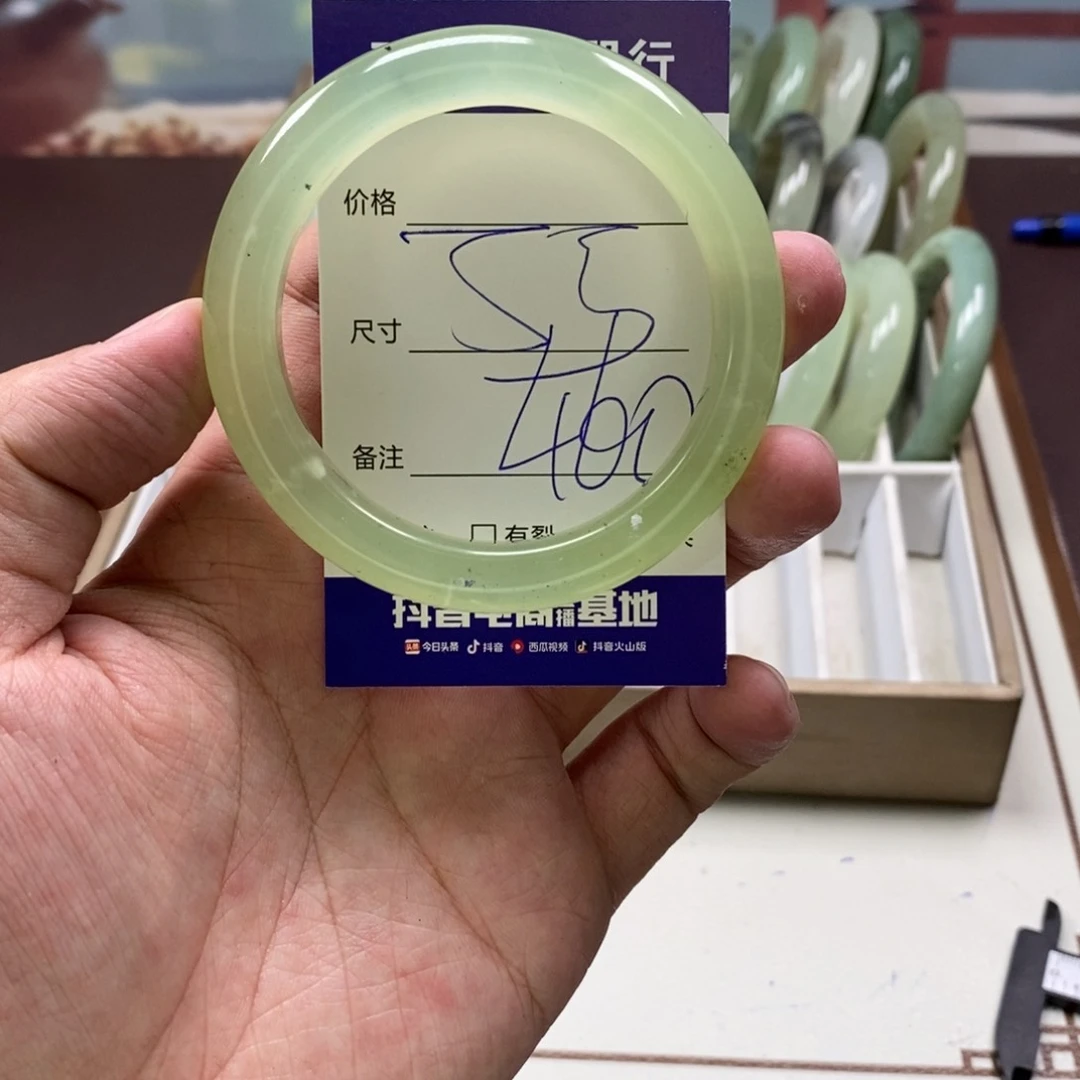 行
价格
55
尺寸
400
备注
口有裂
抖音电商直播基地
今日头条 抖音 西瓜视频 抖音火山版